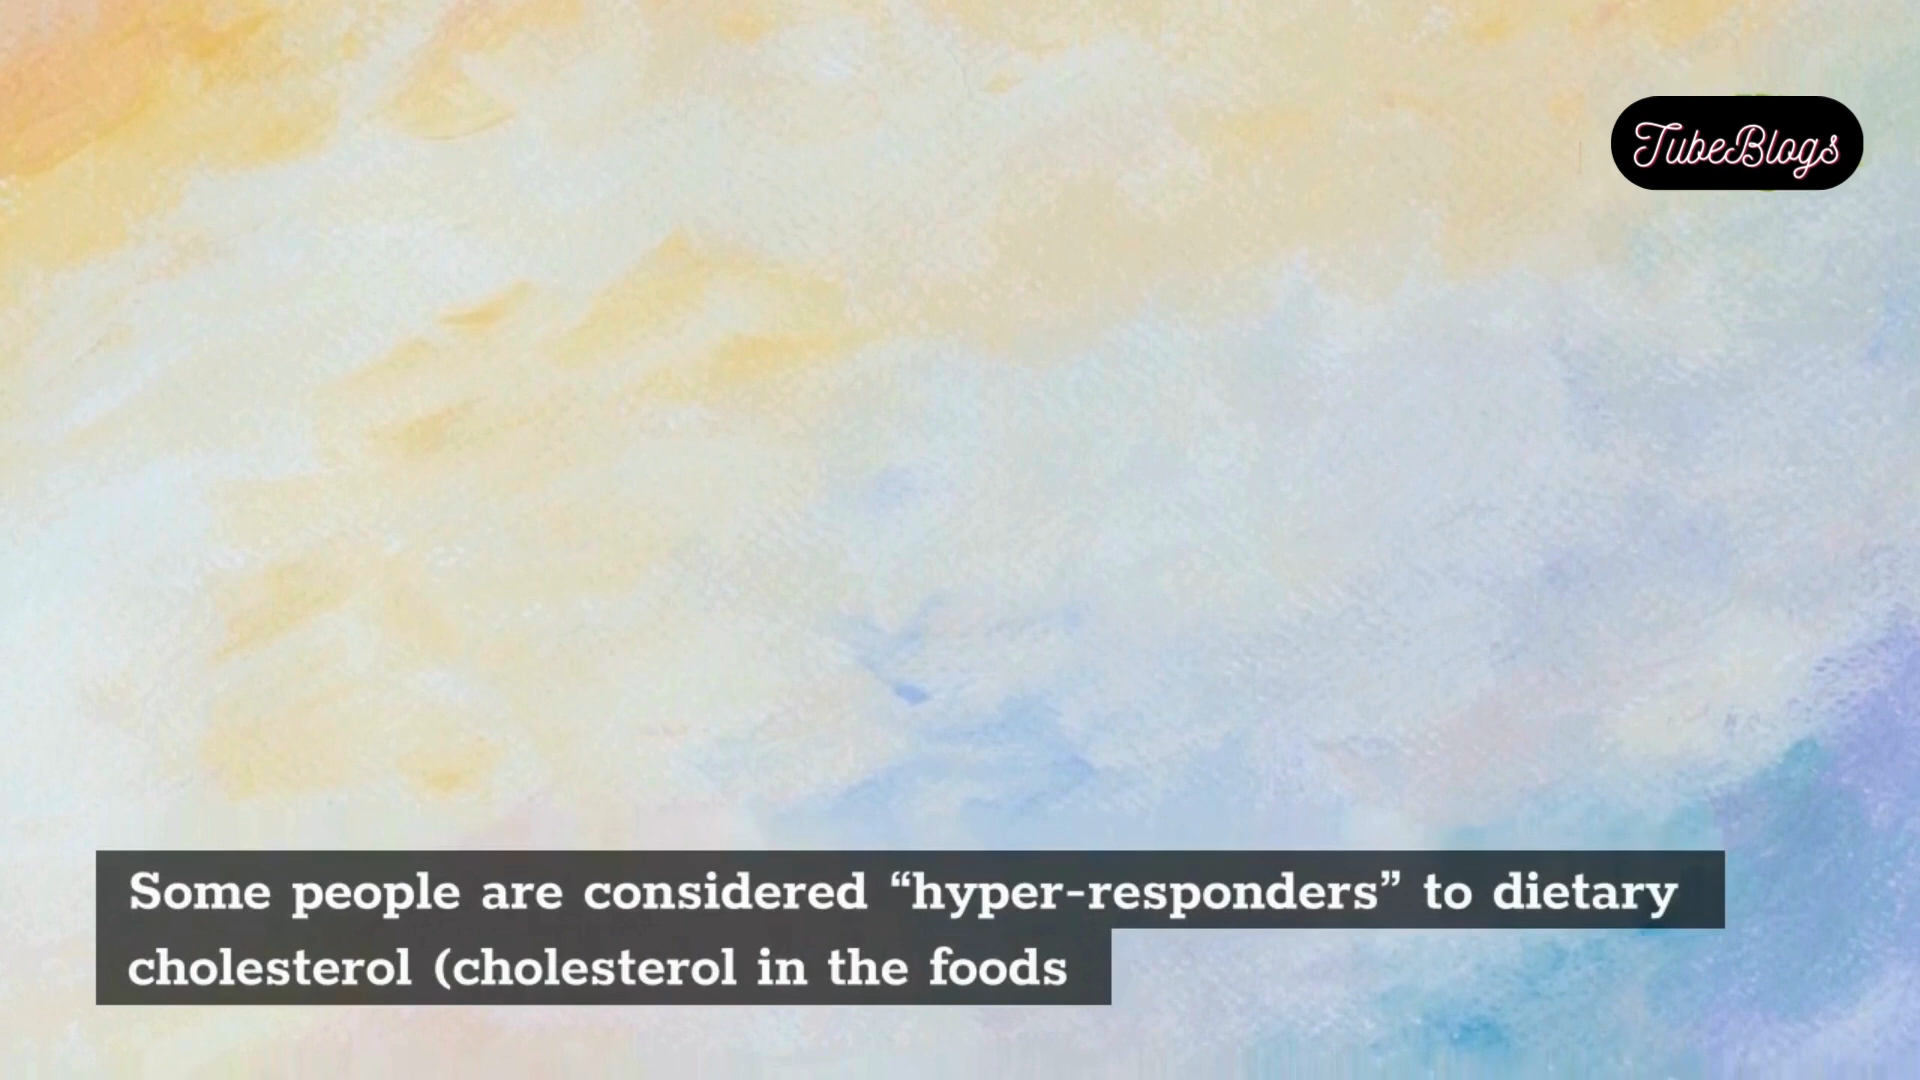 TubeBlogs
Some people are considered “hyper-responders” to dietary
cholesterol (cholesterol in the foods